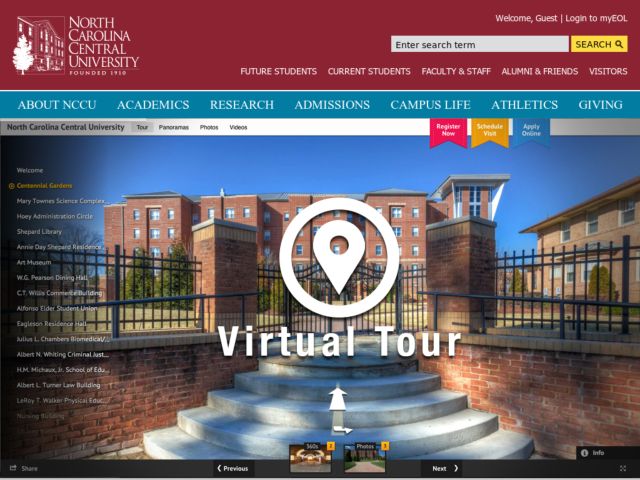 NORTH
CAROLINA
CENTRAL
UNIVERSITY
FOUNDED 1910
Welcome, Guest | Login to myEOL
Enter search term
SEARCH
FUTURE STUDENTS CURRENT STUDENTS FACULTY & STAFF ALUMNI & FRIENDS VISITORS
ABOUT NCCU ACADEMICS RESEARCH ADMISSIONS CAMPUS LIFE ATHLETICS GIVING
North Carolina Central University Tour Panoramas Photos Videos
Register
Now
Schedule
Visit
Apply
Online
Welcome
Centennial Gardens
Mary Townes Science Complex...
Hoey Administration Circle
Shepard Library
Annie Day Shepard Residence...
Art Museum
W.G. Pearson Dining Hall
C.T. Willis Commerce Building
Alfonso Elder Student Union
Eagleson Residence Hall
Julius L. Chambers Biomedical/...
Albert N. Whiting Criminal Just...
H.M. Michaux, Jr. School of Edu...
Albert L. Turner Law Building
LeRoy T. Walker Physical Educ...
Nursing Building
Virtual Tour
360s 2
Photos 3
Info
Share
Previous
Next